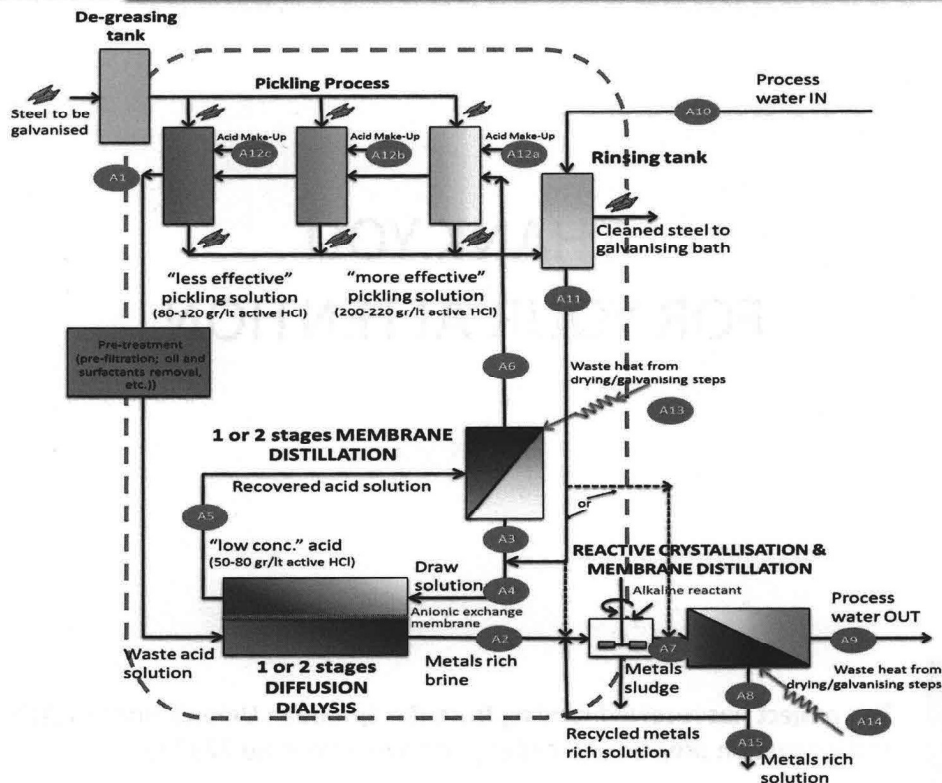 De-greasing
tank
Pickling Process
Steel to be
galvanised
Acid Make-Up
A12c
Acid Make-Up
A12b
Acid Make-Up
A12a
Process
water IN
A10
Rinsing tank
A1
Cleaned steel to
galvanising bath
"less effective"
pickling solution
(80-120 gr/lt active HCl)
"more effective"
pickling solution
(200-220 gr/lt active HCl)
A11
Pre-treatment
(pre-filtration; oil and
surfactants removal,
etc.))
A6
Waste heat from
drying/galvanising steps
A13
1 or 2 stages MEMBRANE
DISTILLATION
Recovered acid solution
or
A5
A3
"low conc." acid
(50-80 gr/lt active HCl)
Draw
solution
A4
REACTIVE CRYSTALLISATION &
MEMBRANE DISTILLATION
Alkaline reactant
Anionic exchange
membrane
Process
water OUT
A2
A7
A9
Waste acid
solution
1 or 2 stages
DIFFUSION
DIALYSIS
Metals rich
brine
Metals
sludge
A8
Waste heat from
drying/galvanising steps
A14
Recycled metals
rich solution
A15
Metals rich
solution